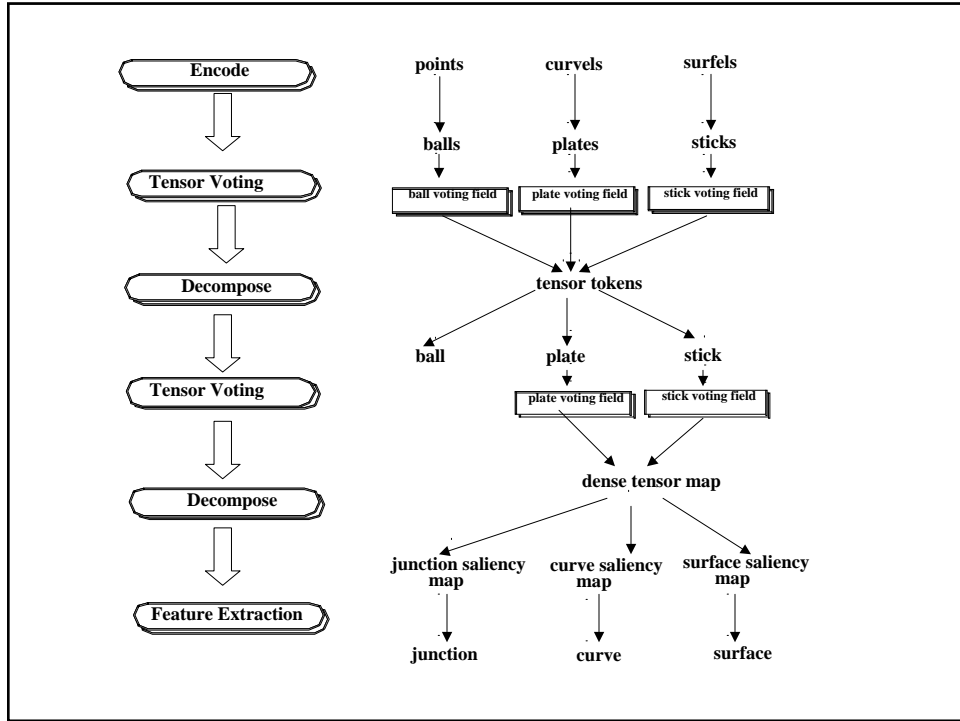 Encode
points
curvels
surfels
balls
plates
sticks
Tensor Voting
ball voting field
plate voting field
stick voting field
Decompose
tensor tokens
ball
plate
stick
Tensor Voting
plate voting field
stick voting field
Decompose
dense tensor map
junction saliency
map
curve saliency
map
surface saliency
map
Feature Extraction
junction
curve
surface